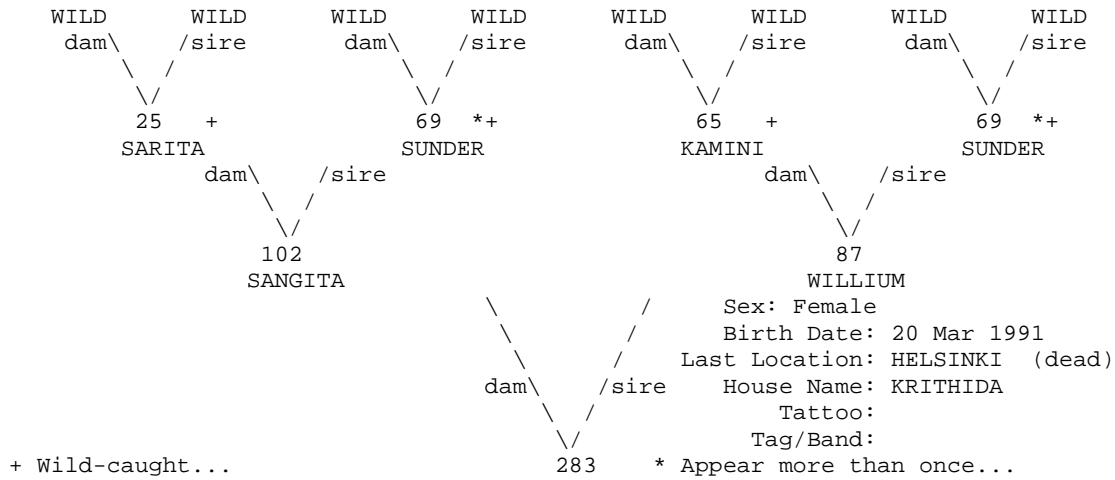 WILD WILD WILD WILD WILD WILD WILD WILD
dam\ /sire dam\ /sire dam\ /sire dam\ /sire
25 + 69 *+ 65 + 69 *+
SARITA SUNDER KAMINI SUNDER
dam\ /sire dam\ /sire
102 87
SANGITA WILLIUM
Sex: Female
Birth Date: 20 Mar 1991
Last Location: HELSINKI (dead)
dam\ /sire House Name: KRITHIDA
Tattoo:
Tag/Band:
+ Wild-caught... 283 * Appear more than once...